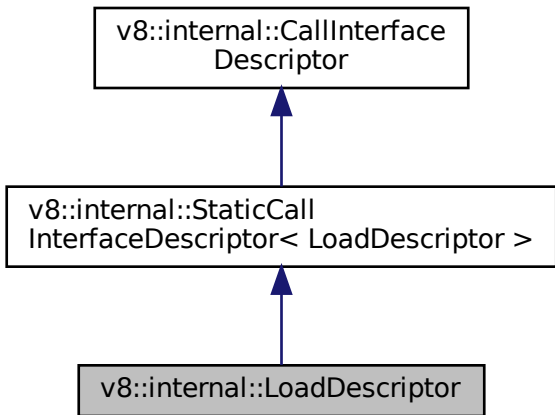 v8::internal::CallInterface
Descriptor
v8::internal::StaticCall
InterfaceDescriptor< LoadDescriptor >
v8::internal::LoadDescriptor